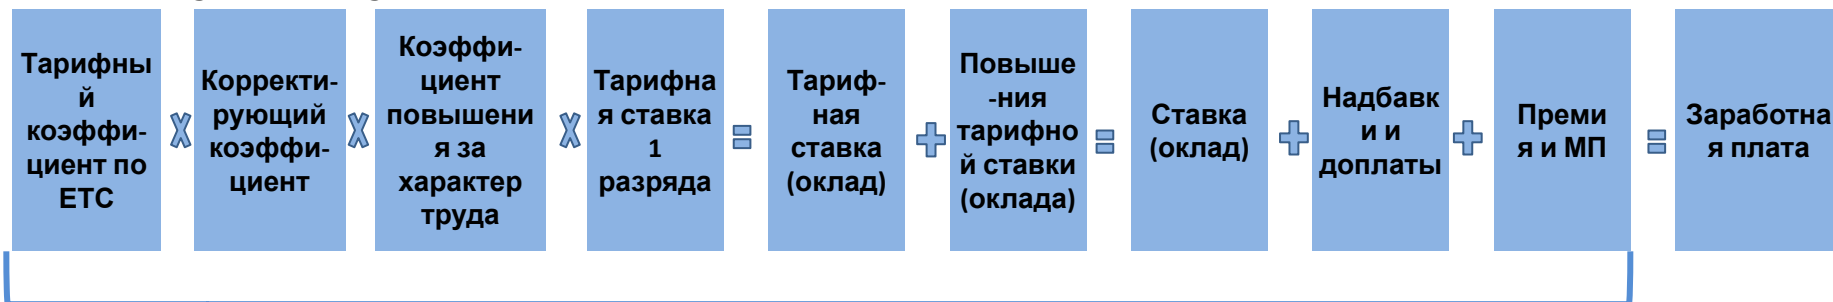 Тарифны
й
коэффи-
циент по
ЕТС
Корректи-
рующий
коэффи-
циент
Коэффи-
циент
повышени
я за
характер
труда
Тарифна
я ставка
1
разряда
Тариф-
ная
ставка
(оклад)
Повыше
-ния
тарифно
й ставки
(оклада)
Ставка
(оклад)
Надбавк
и и
доплаты
Преми
я и МП
Заработна
я плата